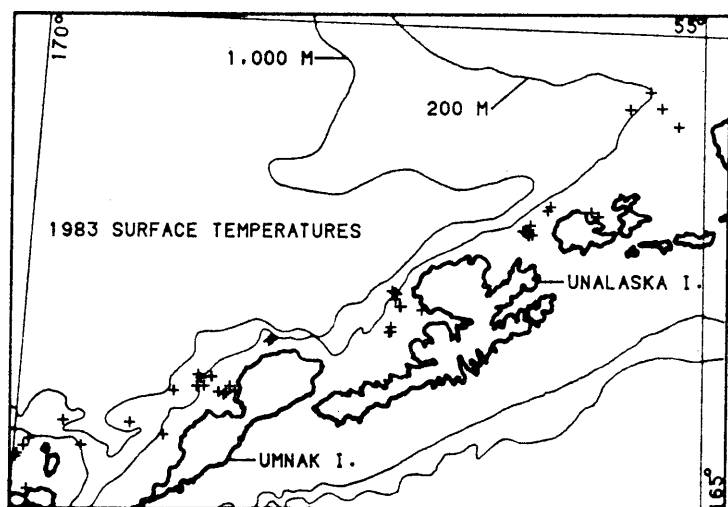 170°
55°
1.000 M
200 M
1983 SURFACE TEMPERATURES
UNALASKA I.
UMNAK I.
165°